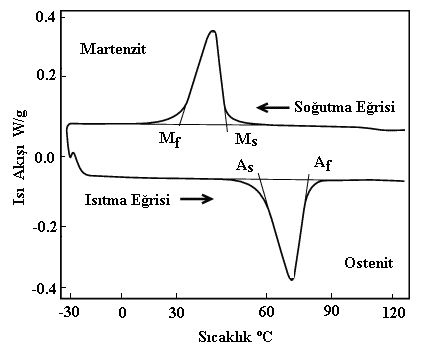 0.4
Martenzit
0.2
Soğutma Eğrisi
Mf
Ms
0.0
As
Af
Isıtma Eğrisi
-0.2
Ostenit
-0.4
-30 0 30 60 90 120
Sıcaklık ºC
Isı Akışı W/g